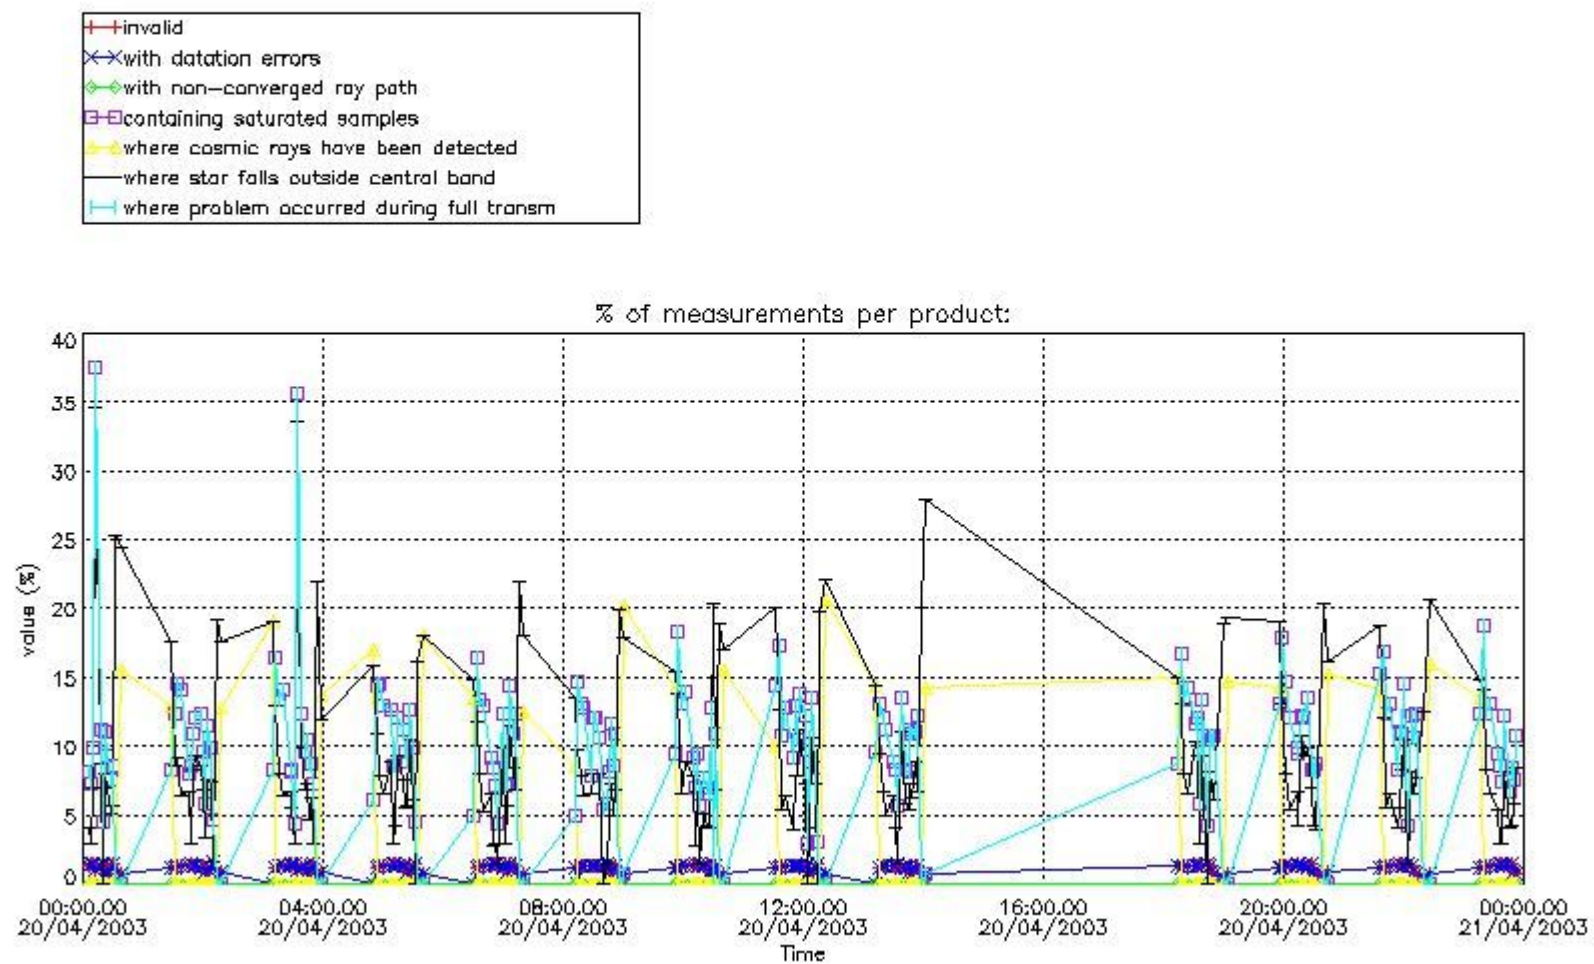 invalid
with datation errors
with non-converged ray path
containing saturated samples
where cosmic rays have been detected
where star falls outside central band
where problem occurred during full transm
% of measurements per product:
40
35
30
25
20
15
10
5
0
value (%)
00:00:00 04:00:00 08:00:00 12:00:00 16:00:00 20:00:00 00:00:00
20/04/2003 20/04/2003 20/04/2003 20/04/2003 20/04/2003 20/04/2003 21/04/2003
Time